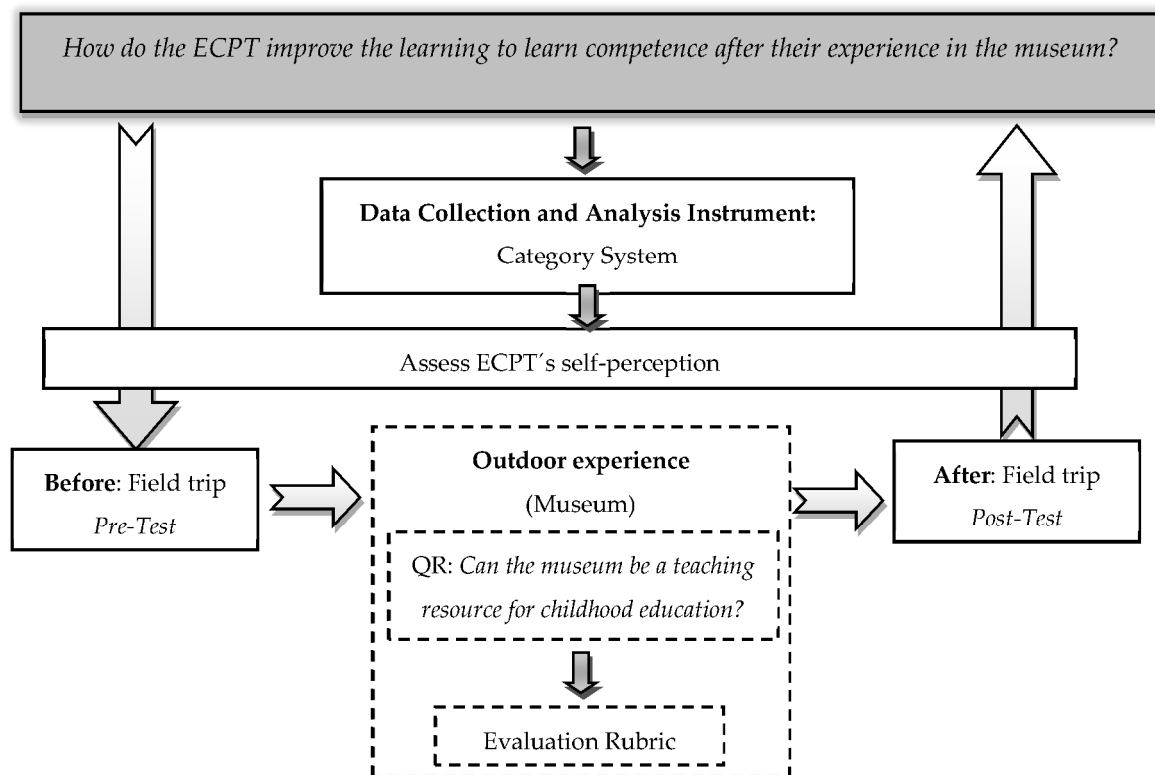 How do the ECPT improve the learning to learn competence after their experience in the museum?
Data Collection and Analysis Instrument:
Category System
Assess ECPT´s self-perception
Before: Field trip
Pre-Test
Outdoor experience
(Museum)
QR: Can the museum be a teaching
resource for childhood education?
Evaluation Rubric
After: Field trip
Post-Test